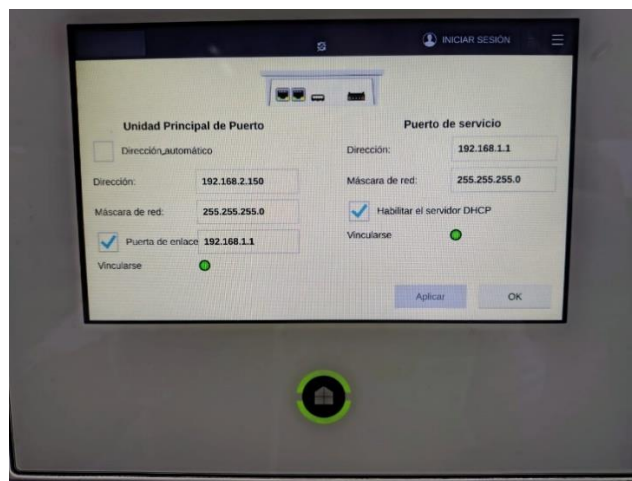 INICIAR SESIÓN
Unidad Principal de Puerto
Dirección automático
Dirección: 192.168.2.150
Máscara de red: 255.255.255.0
Puerta de enlace 192.168.1.1
Vincularse
Puerto de servicio
Dirección: 192.168.1.1
Máscara de red: 255.255.255.0
Habilitar el servidor DHCP
Vincularse
Aplicar OK